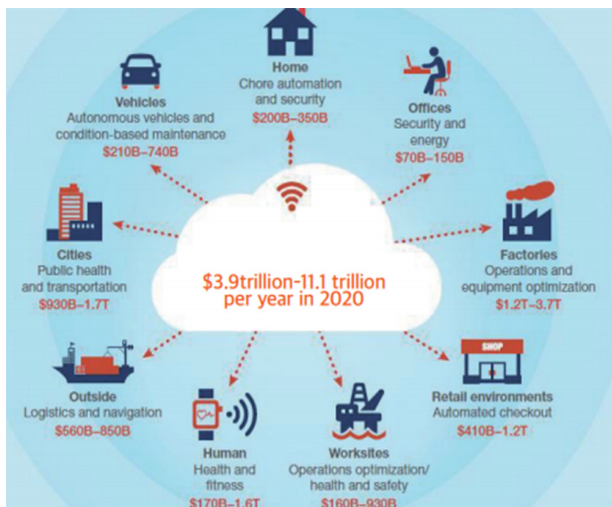 Home
Chore automation
and security
$200B–350B
Vehicles
Autonomous vehicles and
condition-based maintenance
$210B–740B
Offices
Security and
energy
$70B–150B
Cities
Public health
and transportation
$930B–1.7T
$3.9trillion-11.1 trillion
per year in 2020
Factories
Operations and
equipment optimization
$1.2T–3.7T
Outside
Logistics and navigation
$560B–850B
SHOP
Retail environments
Automated checkout
$410B–1.2T
Human
Health and
fitness
$170B–1.6T
Worksites
Operations optimization/
health and safety
$160B–930B